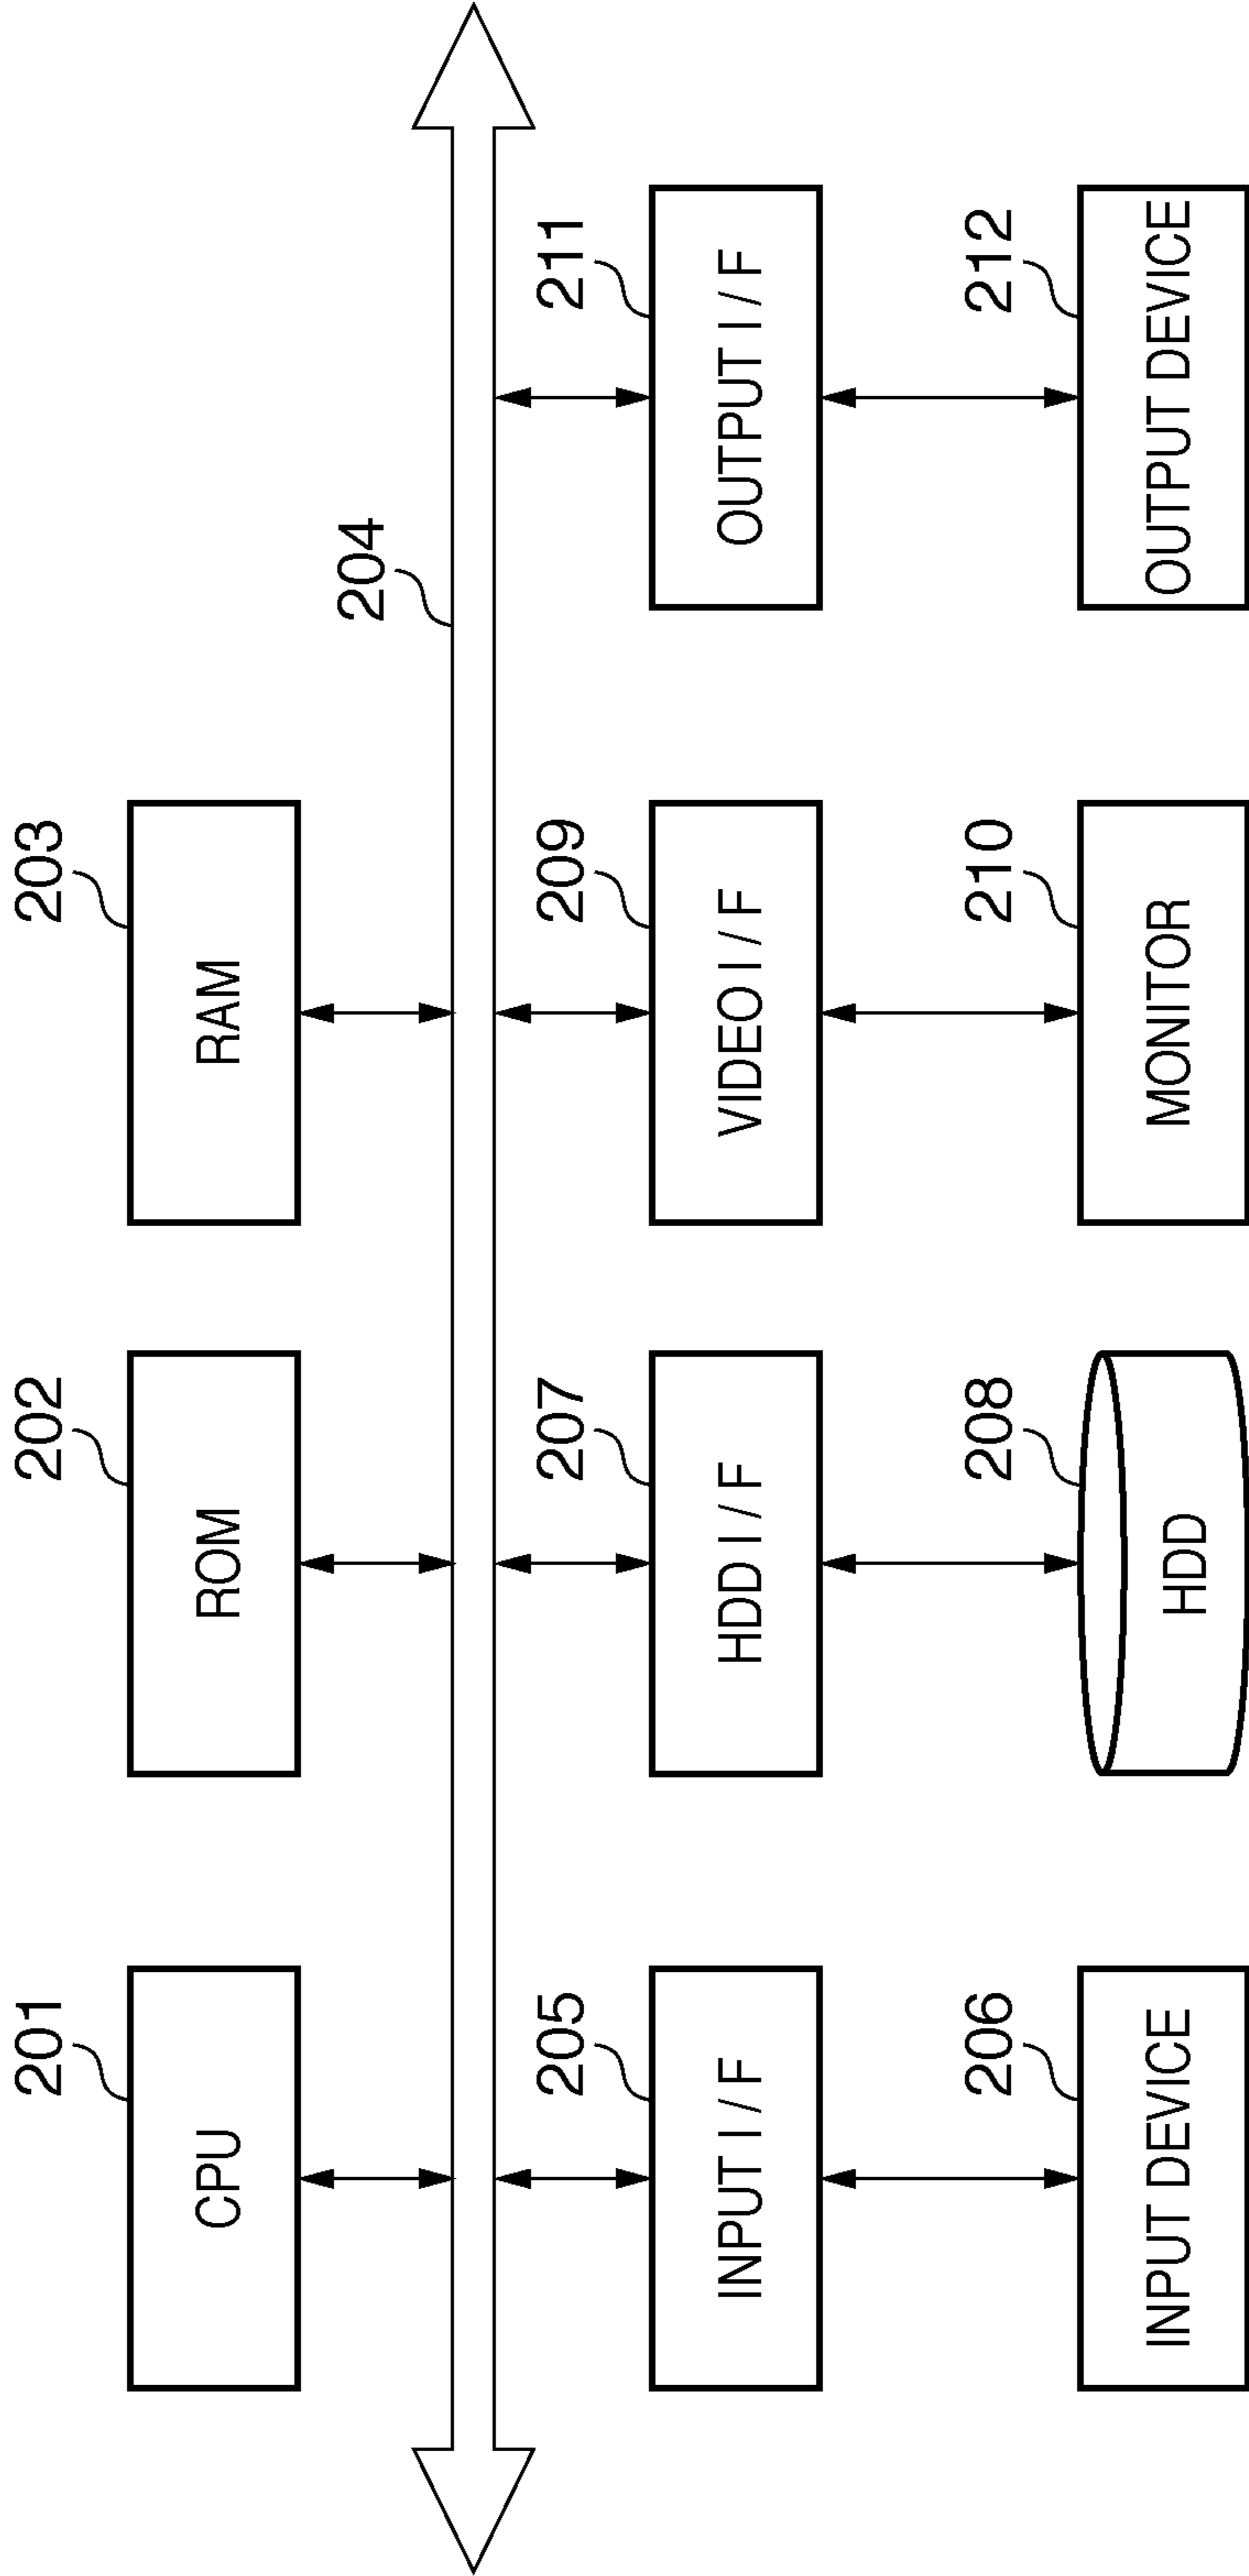 201
CPU
202
ROM
203
RAM
204
205
INPUT I / F
207
HDD I / F
209
VIDEO I / F
211
OUTPUT I / F
206
INPUT DEVICE
208
HDD
210
MONITOR
212
OUTPUT DEVICE